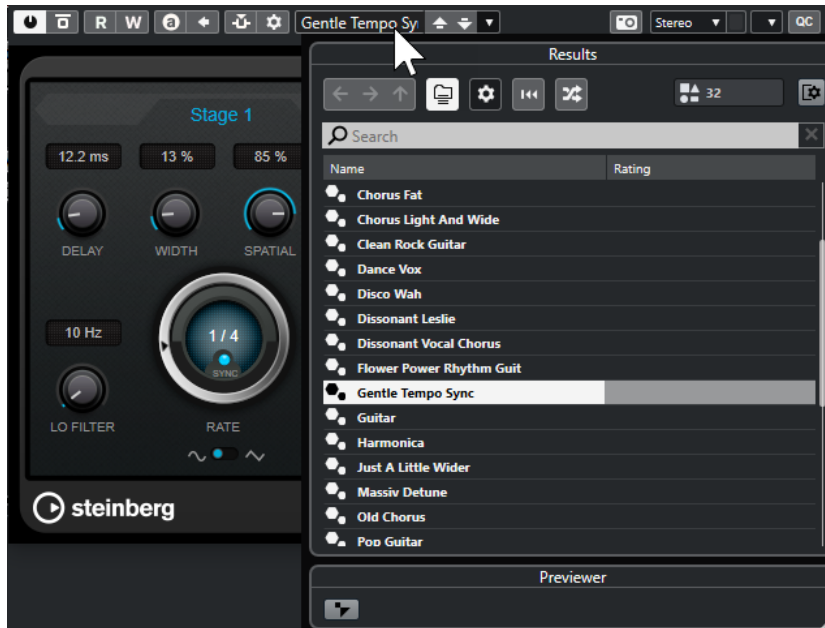 R W a Gentle Tempo Sy Stereo QC
Results
32
Search
Name Rating
Stage 1
12.2 ms 13 % 85 %
DELAY WIDTH SPATIAL
10 Hz
1 / 4
SYNC
LO FILTER RATE
steinberg
Chorus Fat
Chorus Light And Wide
Clean Rock Guitar
Dance Vox
Disco Wah
Dissonant Leslie
Dissonant Vocal Chorus
Flower Power Rhythm Guit
Gentle Tempo Sync
Guitar
Harmonica
Just A Little Wider
Massiv Detune
Old Chorus
Pop Guitar
Previewer